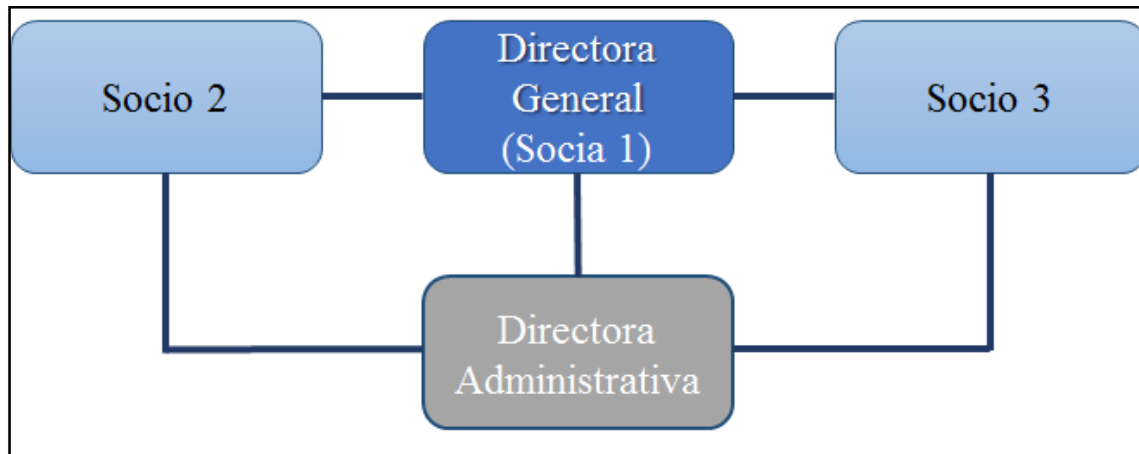 Socio 2
Directora
General
(Socia 1)
Socio 3
Directora
Administrativa